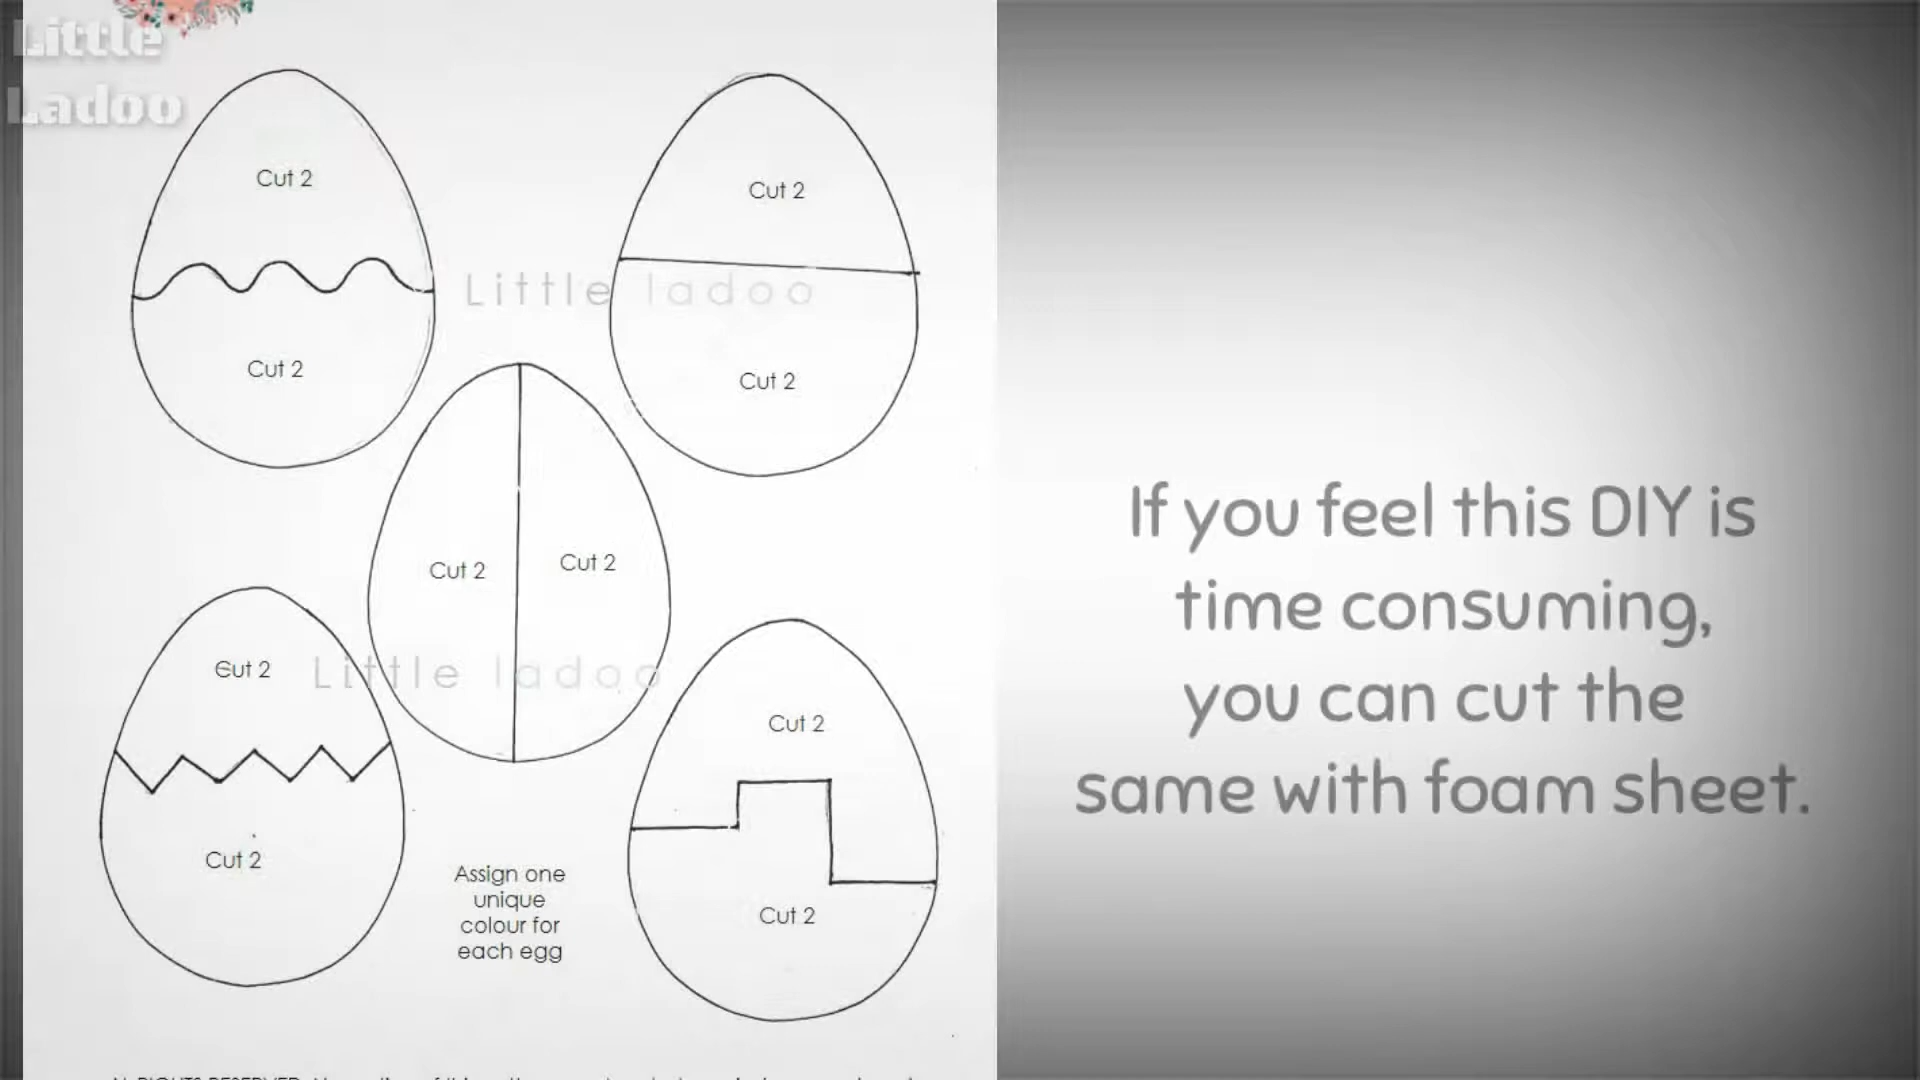 Little
Ladoo
Cut 2
Cut 2
Little ladoo
Cut 2
Cut 2
Cut 2
Cut 2
Cut 2
Little ladoo
Cut 2
Cut 2
Cut 2
Assign one
unique
colour for
each egg
If you feel this DIY is
time consuming,
you can cut the
same with foam sheet.